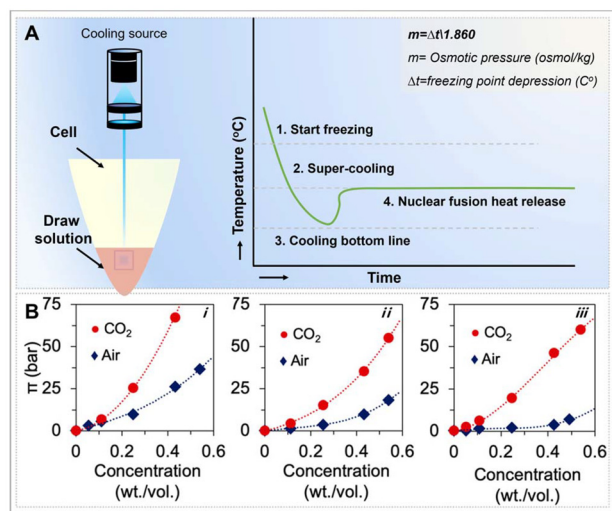 A
Cooling source
Cell
Draw
solution
m=Δt\1.860
m= Osmotic pressure (osmol/kg)
Δt=freezing point depression (Cº)
Temperature (ºC)
1. Start freezing
2. Super-cooling
4. Nuclear fusion heat release
3. Cooling bottom line
Time
B
π (bar)
75
50
25
0
i
CO₂
Air
0 0.2 0.4 0.6
Concentration
(wt./vol.)
75
50
25
0
ii
CO₂
Air
0 0.2 0.4 0.6
Concentration
(wt./vol.)
75
50
25
0
iii
CO₂
Air
0 0.2 0.4 0.6
Concentration
(wt./vol.)